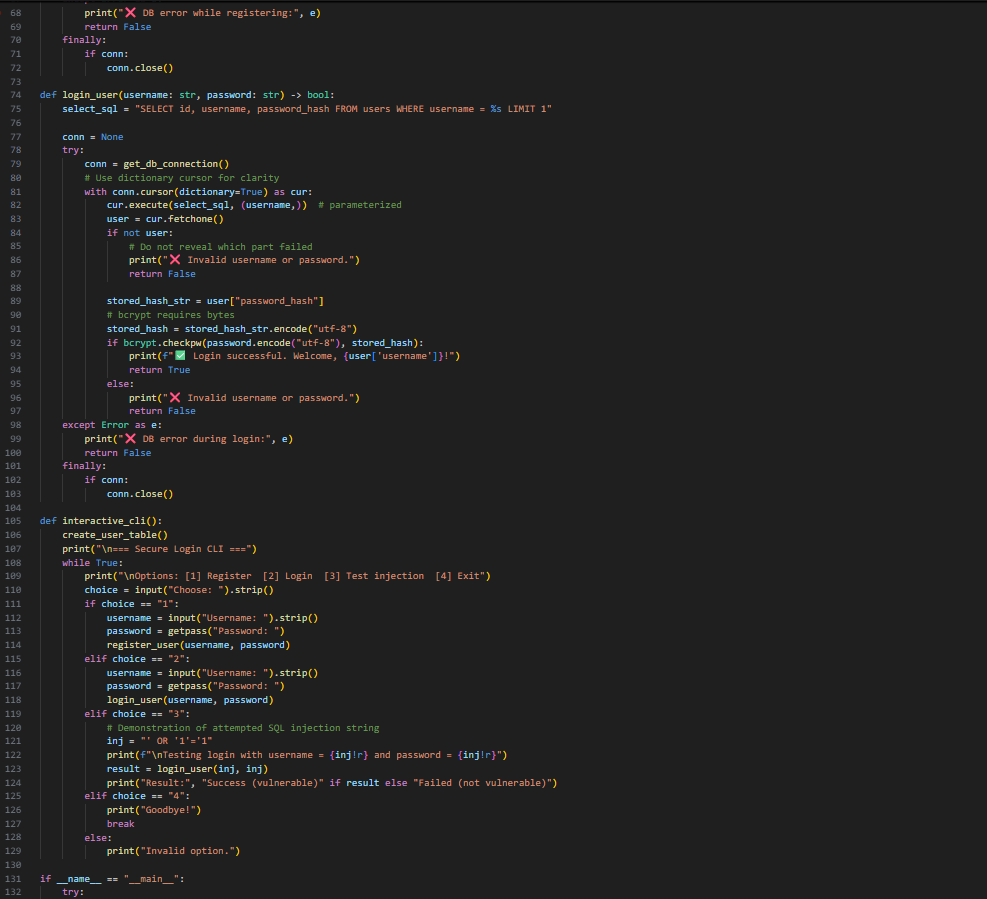 68 print("❌ DB error while registering:", e)
69 return False
70 finally:
71 if conn:
72 conn.close()
73
74 def login_user(username: str, password: str) -> bool:
75 select_sql = "SELECT id, username, password_hash FROM users WHERE username = %s LIMIT 1"
76
77 conn = None
78 try:
79 conn = get_db_connection()
80 # Use dictionary cursor for clarity
81 with conn.cursor(dictionary=True) as cur:
82 cur.execute(select_sql, (username,)) # parameterized
83 user = cur.fetchone()
84 if not user:
85 # Do not reveal which part failed
86 print("❌ Invalid username or password.")
87 return False
88
89 stored_hash_str = user["password_hash"]
90 # bcrypt requires bytes
91 stored_hash = stored_hash_str.encode("utf-8")
92 if bcrypt.checkpw(password.encode("utf-8"), stored_hash):
93 print(f"✅ Login successful. Welcome, {user['username']}!")
94 return True
95 else:
96 print("❌ Invalid username or password.")
97 return False
98 except Error as e:
99 print("❌ DB error during login:", e)
100 return False
101 finally:
102 if conn:
103 conn.close()
104
105 def interactive_cli():
106 create_user_table()
107 print("\n=== Secure Login CLI ===")
108 while True:
109 print("\nOptions: [1] Register [2] Login [3] Test injection [4] Exit")
110 choice = input("Choose: ").strip()
111 if choice == "1":
112 username = input("Username: ").strip()
113 password = getpass("Password: ")
114 register_user(username, password)
115 elif choice == "2":
116 username = input("Username: ").strip()
117 password = getpass("Password: ")
118 login_user(username, password)
119 elif choice == "3":
120 # Demonstration of attempted SQL injection string
121 inj = "' OR '1'='1"
122 print(f"\nTesting login with username = {inj!r} and password = {inj!r}")
123 result = login_user(inj, inj)
124 print("Result:", "Success (vulnerable)" if result else "Failed (not vulnerable)")
125 elif choice == "4":
126 print("Goodbye!")
127 break
128 else:
129 print("Invalid option.")
130
131 if __name__ == "__main__":
132 try: